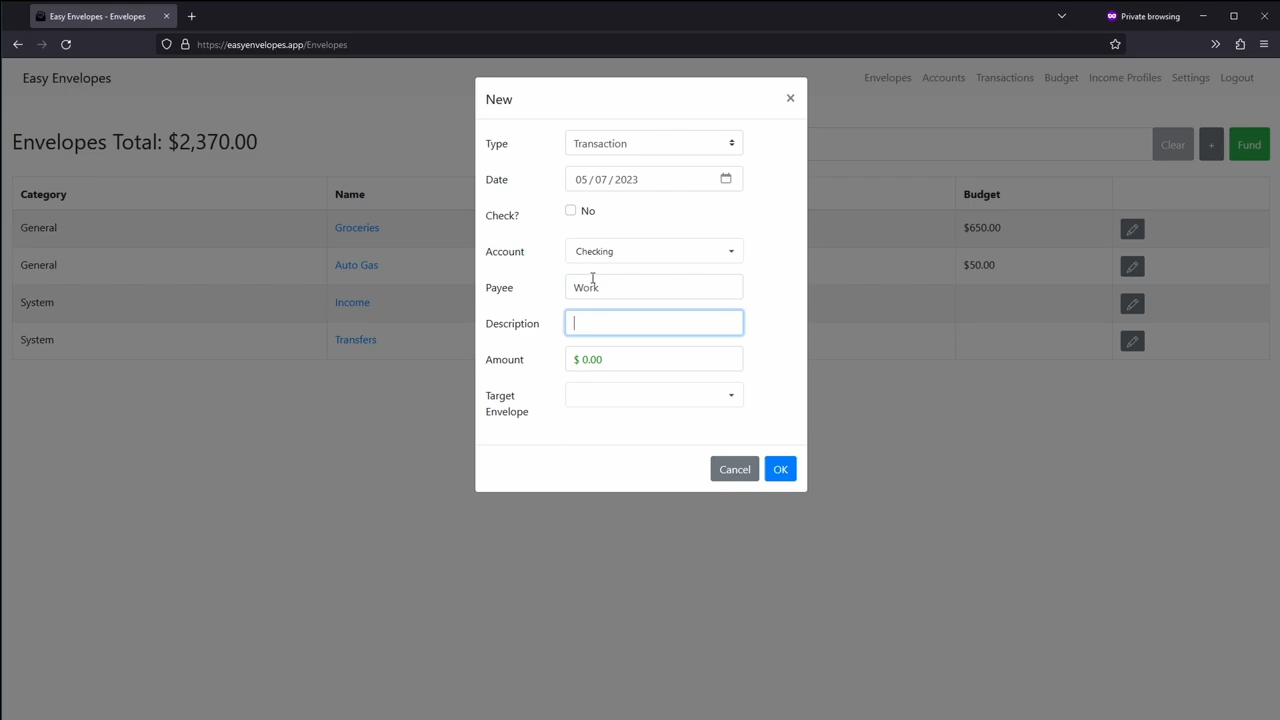 Easy Envelopes - Envelopes
Private browsing
https://easyenvelopes.app/Envelopes
Easy Envelopes
Envelopes Accounts Transactions Budget Income Profiles Settings Logout
Envelopes Total: $2,370.00
Clear + Fund
Category Name Budget
General Groceries $650.00
General Auto Gas $50.00
System Income
System Transfers
New
Type Transaction
Date 05/07/2023
Check? No
Account Checking
Payee Work
Description
Amount $ 0.00
Target
Envelope
Cancel OK